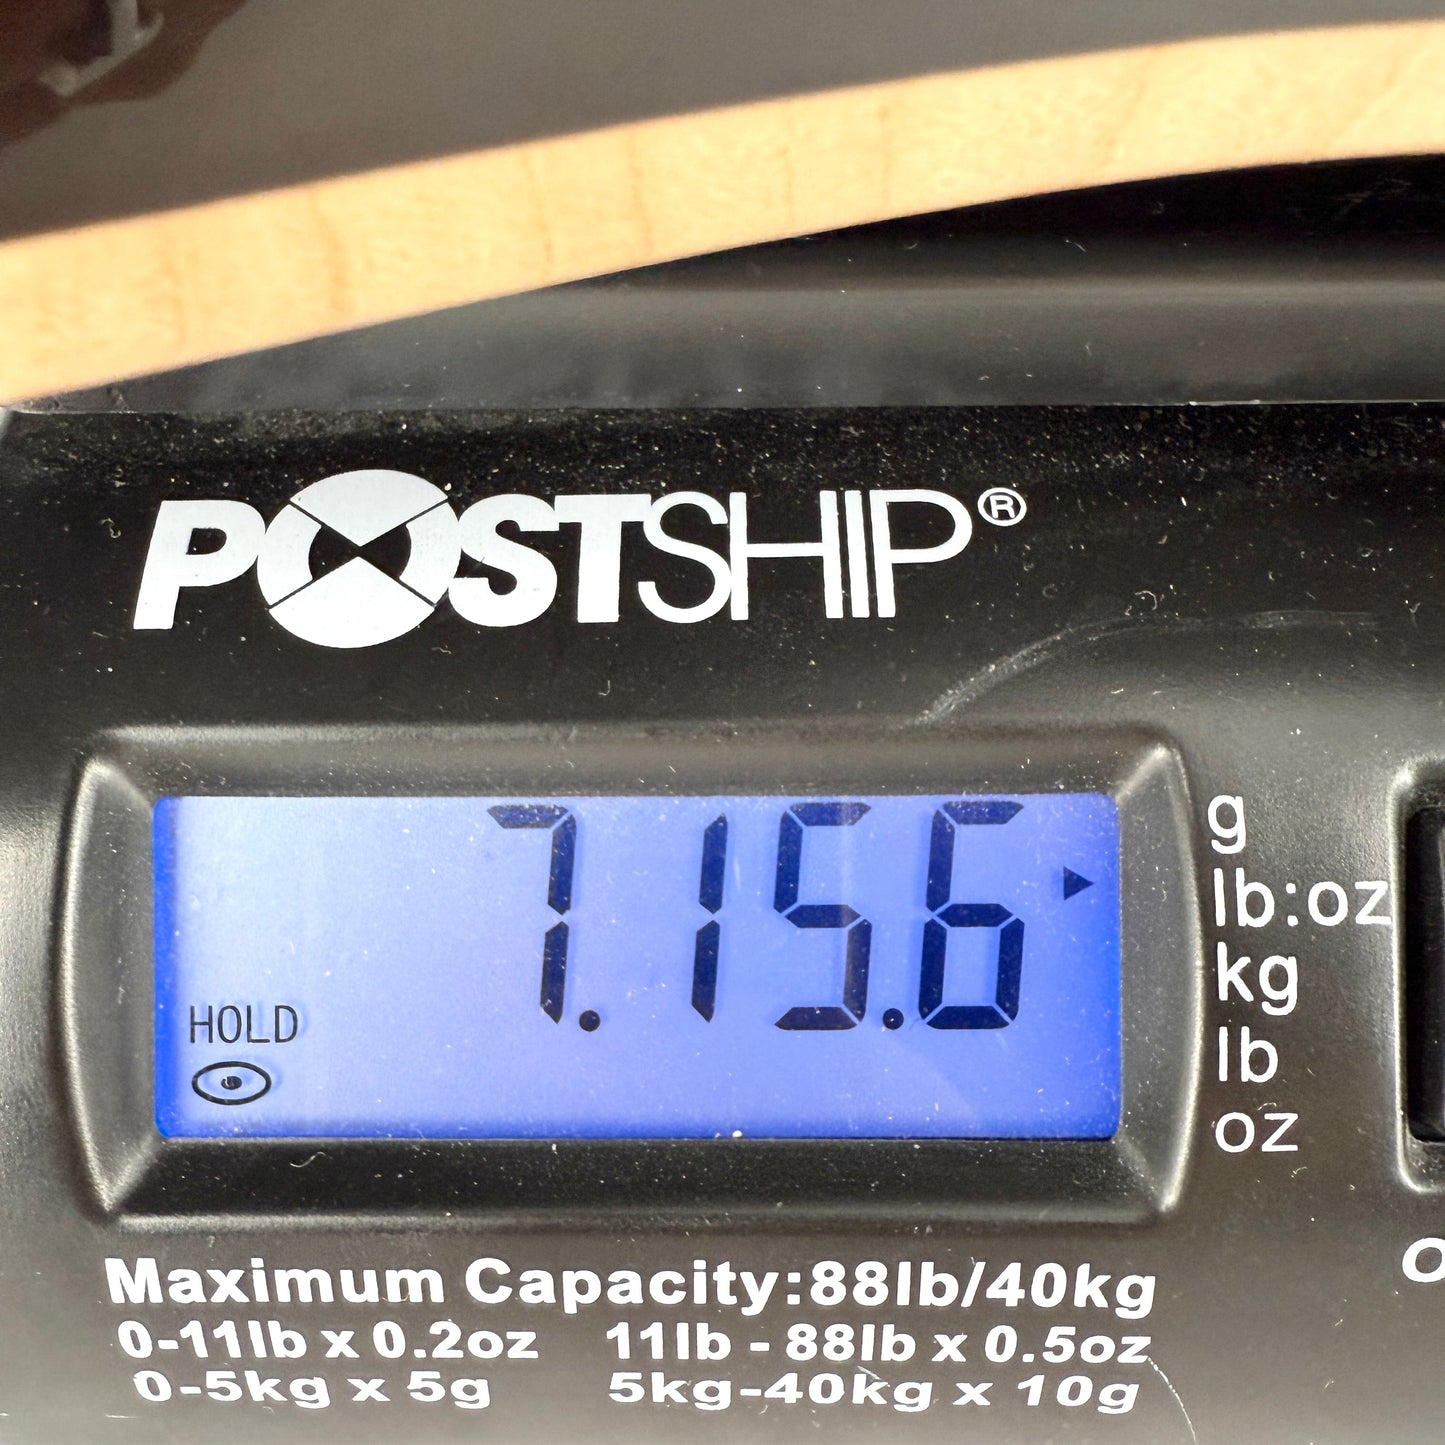 POSTSHIP®
7.15.6
HOLD
g
lb:oz
kg
lb
oz
Maximum Capacity:88lb/40kg
0-11lb x 0.2oz 11lb - 88lb x 0.5oz
0-5kg x 5g 5kg-40kg x 10g